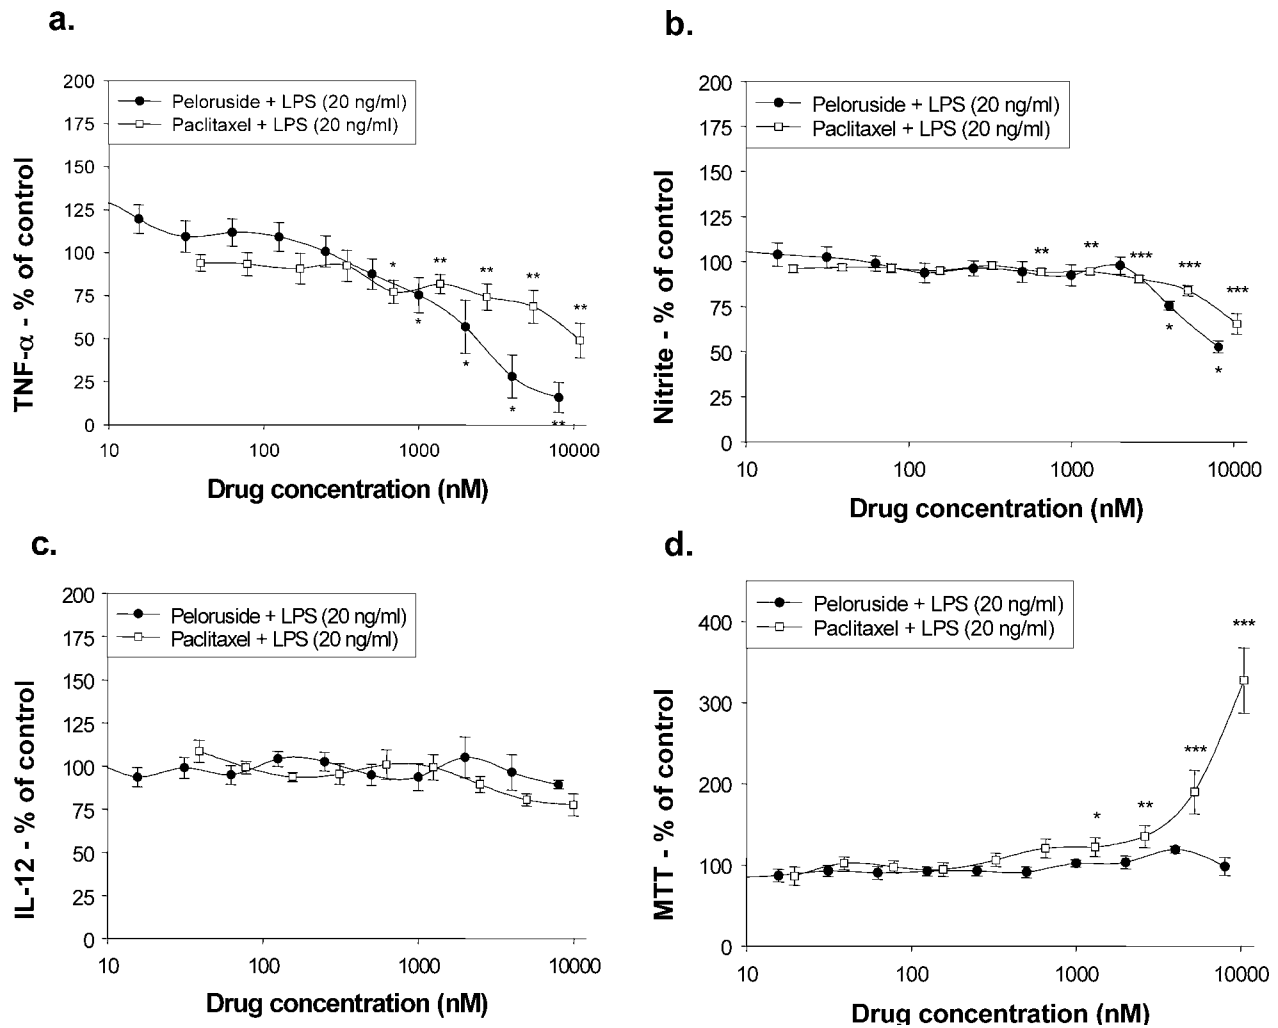 a.
TNF-α - % of control
200
175
150
125
100
75
50
25
0
Peloruside + LPS (20 ng/ml)
Paclitaxel + LPS (20 ng/ml)
* ** ** ** **
* * * **
10 100 1000 10000
Drug concentration (nM)
b.
Nitrite - % of control
200
175
150
125
100
75
50
25
0
Peloruside + LPS (20 ng/ml)
Paclitaxel + LPS (20 ng/ml)
** ** *** *** ***
* *
10 100 1000 10000
Drug concentration (nM)
c.
IL-12 - % of control
200
175
150
125
100
75
50
25
0
Peloruside + LPS (20 ng/ml)
Paclitaxel + LPS (20 ng/ml)
10 100 1000 10000
Drug concentration (nM)
d.
MTT - % of control
400
300
200
100
0
Peloruside + LPS (20 ng/ml)
Paclitaxel + LPS (20 ng/ml)
* ** *** ***
10 100 1000 10000
Drug concentration (nM)